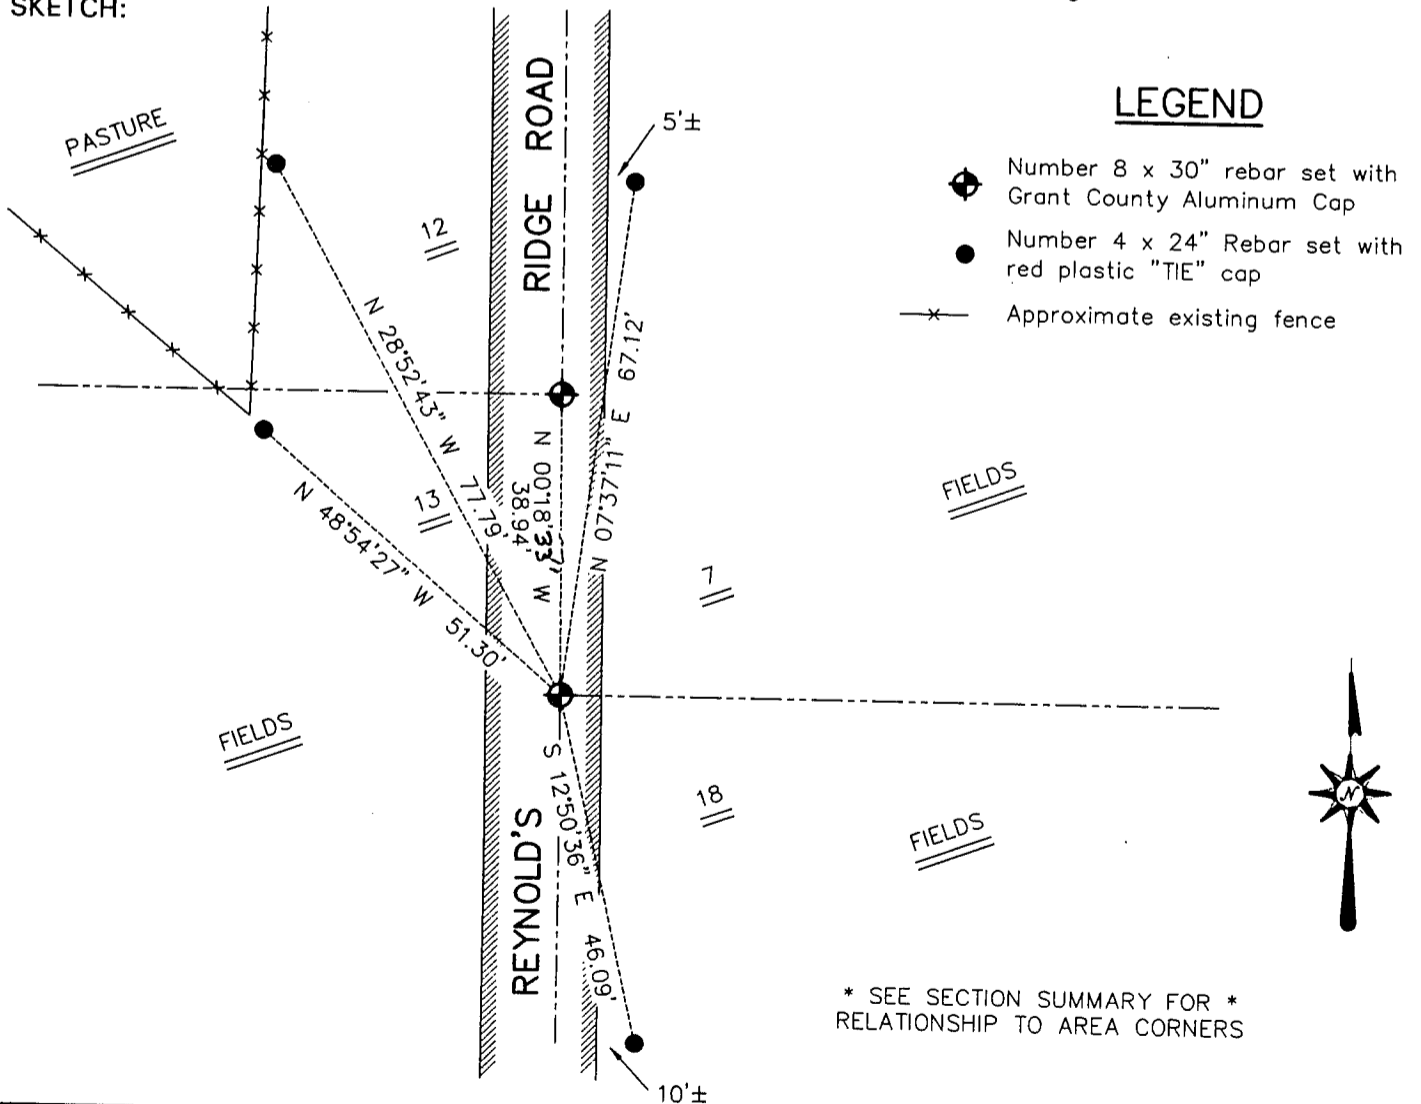 SKETCH:
LEGEND
Number 8 x 30" rebar set with
Grant County Aluminum Cap
Number 4 x 24" Rebar set with
red plastic "TIE" cap
Approximate existing fence
PASTURE
5'±
12
RIDGE ROAD
N 28°52'43" W 77.79'
N 07°37'11" E 67.12'
N 00°18'33" W
38.94'
13
N 48°54'27" W 51.30'
FIELDS
7
FIELDS
18
FIELDS
REYNOLD'S
S 12°50'36" E 46.09'
10'±
N
* SEE SECTION SUMMARY FOR *
RELATIONSHIP TO AREA CORNERS